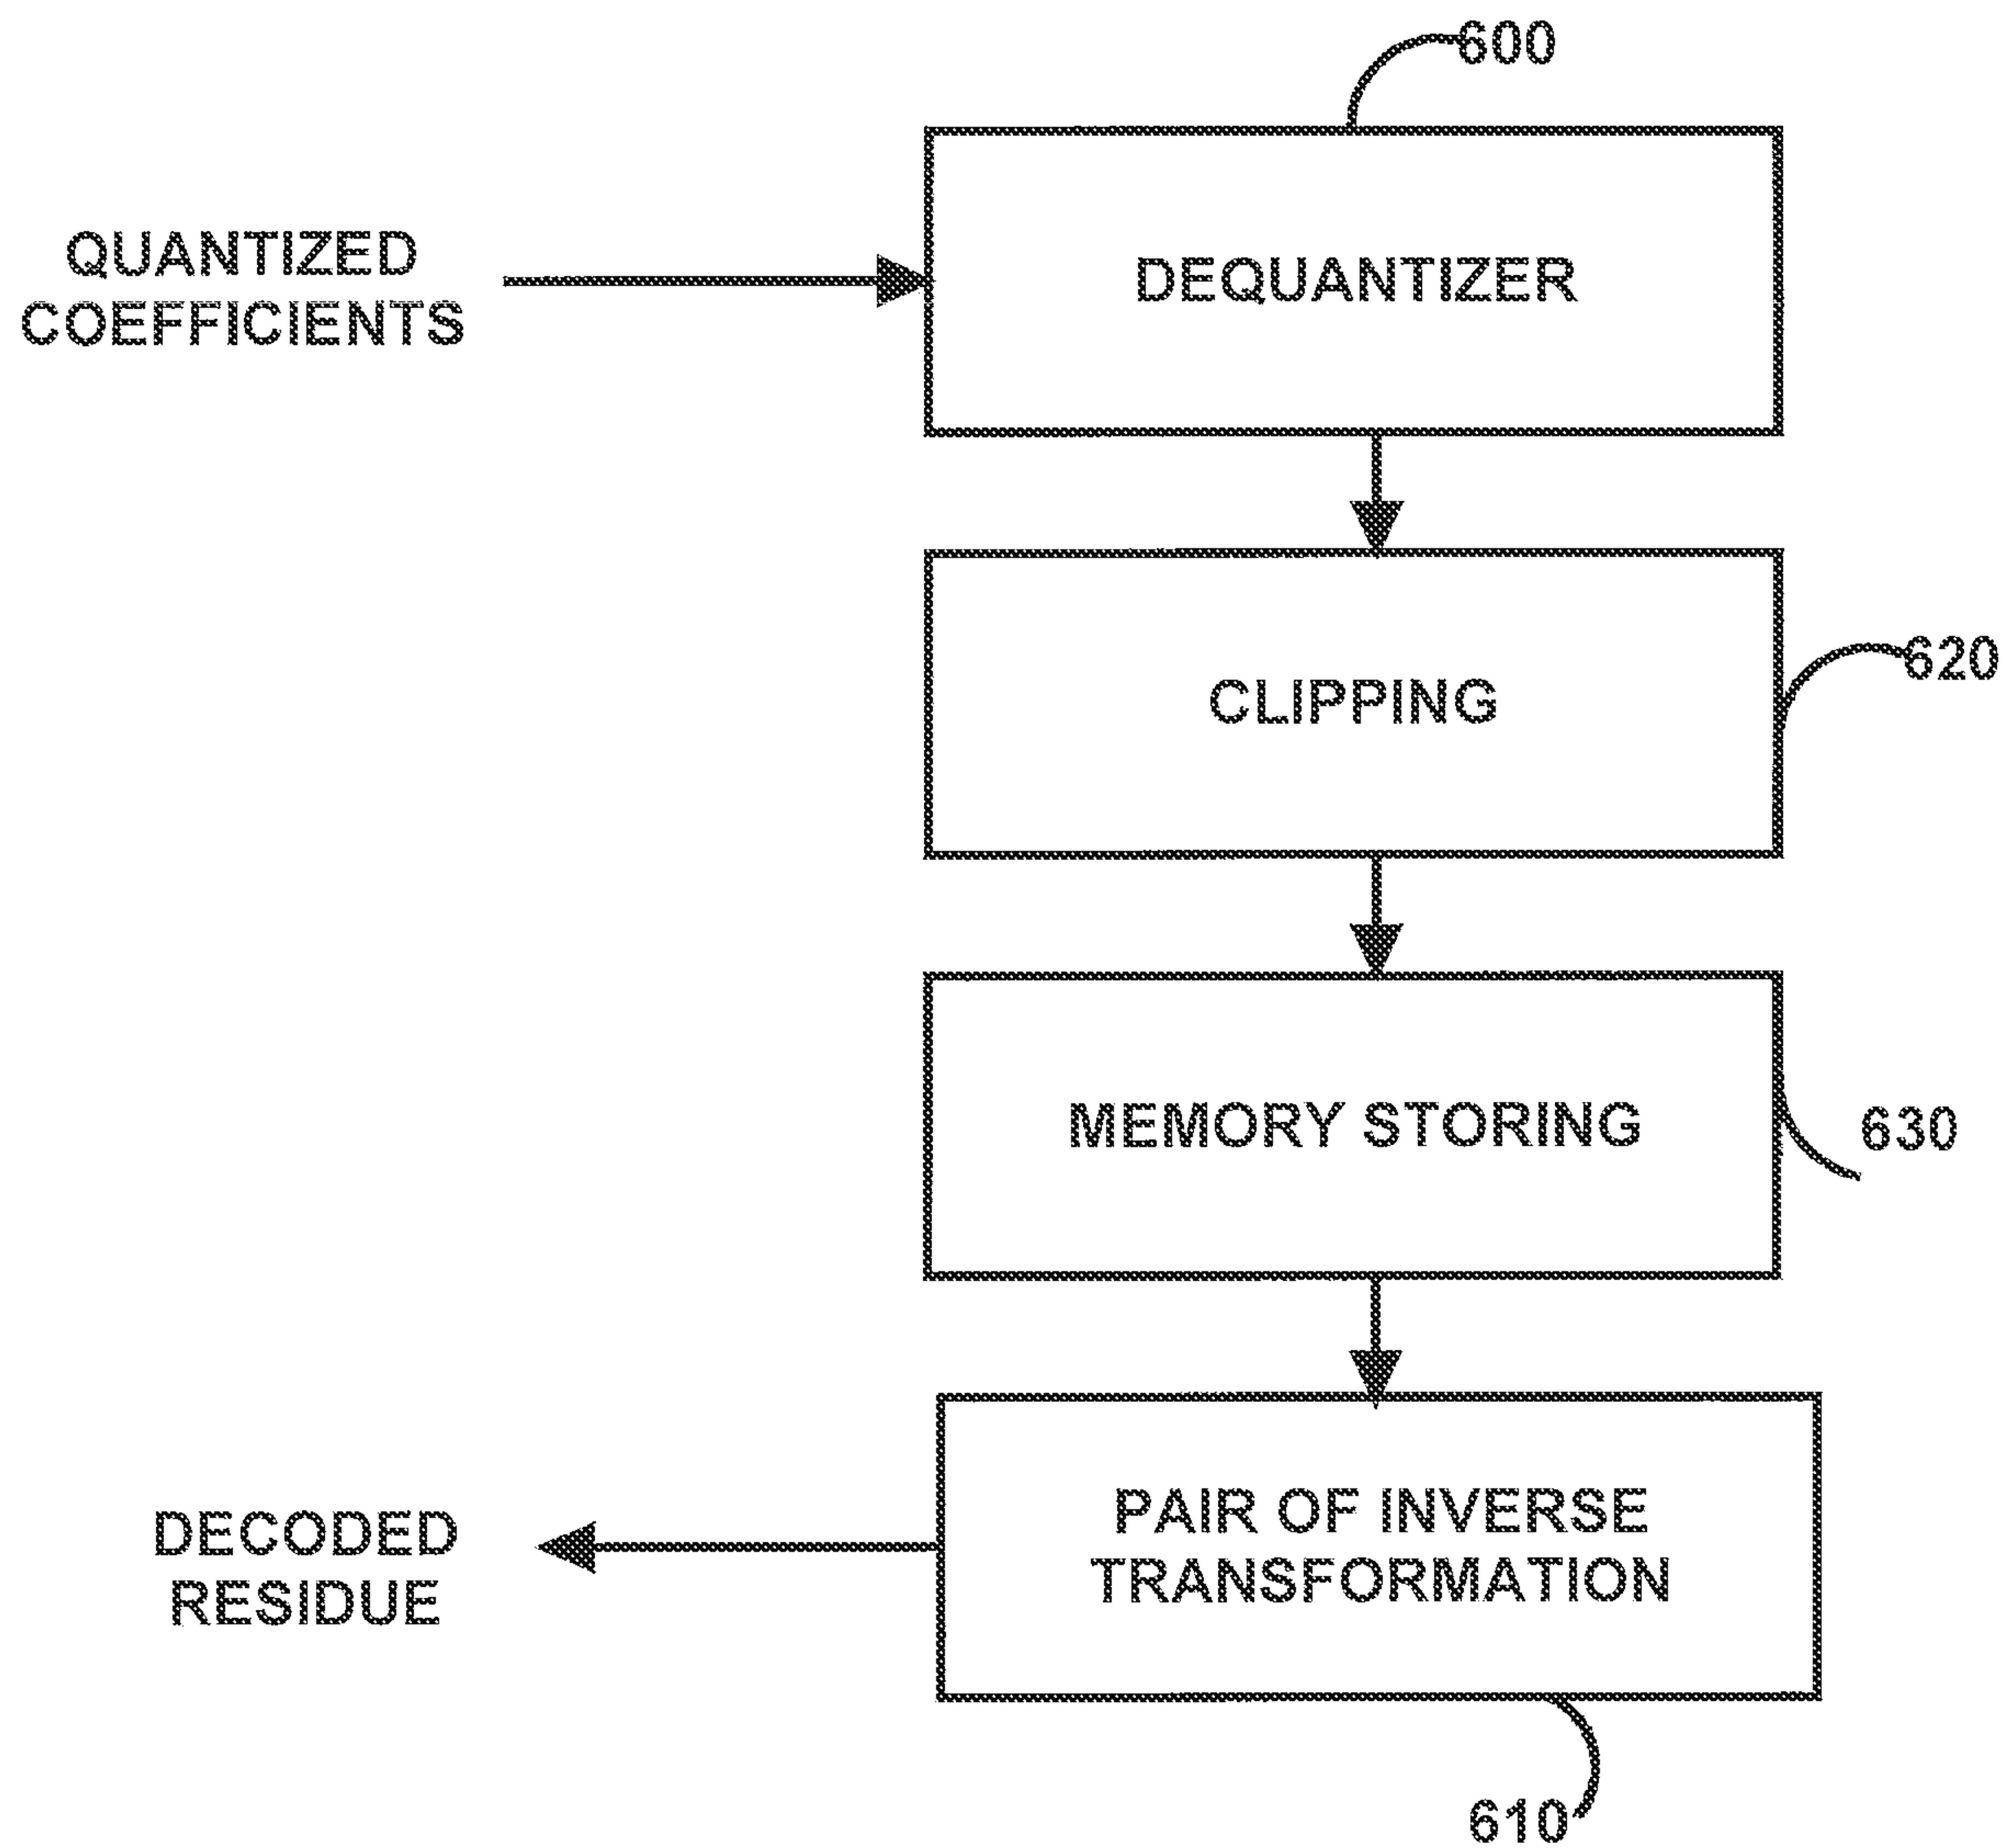 600
QUANTIZED
COEFFICIENTS
DEQUANTIZER
CLIPPING
620
MEMORY STORING
630
DECODED
RESIDUE
PAIR OF INVERSE
TRANSFORMATION
610